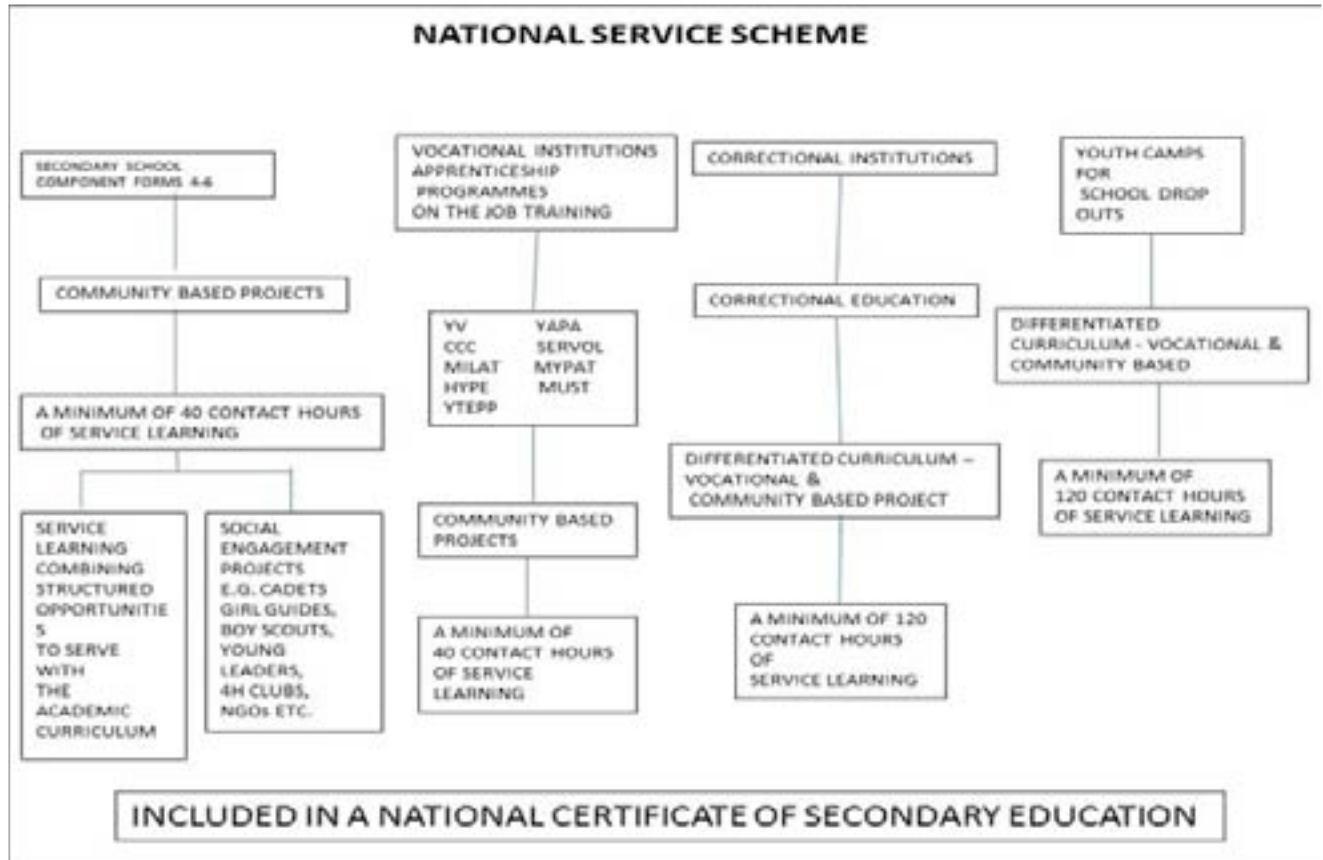 NATIONAL SERVICE SCHEME
SECONDARY SCHOOL
COMPONENT FORMS 4-6
COMMUNITY BASED PROJECTS
A MINIMUM OF 40 CONTACT HOURS
OF SERVICE LEARNING
SERVICE
LEARNING
COMBINING
STRUCTURED
OPPORTUNITIE
S
TO SERVE
WITH
THE
ACADEMIC
CURRICULUM
SOCIAL
ENGAGEMENT
PROJECTS
E.G. CADETS
GIRL GUIDES,
BOY SCOUTS,
YOUNG
LEADERS,
4H CLUBS,
NGOs ETC.
VOCATIONAL INSTITUTIONS
APPRENTICESHIP
PROGRAMMES
ON THE JOB TRAINING
YV YAPA
CCC SERVOL
MILAT MYPAT
HYPE MUST
YTEPP
COMMUNITY BASED
PROJECTS
A MINIMUM OF
40 CONTACT HOURS
OF SERVICE
LEARNING
CORRECTIONAL INSTITUTIONS
CORRECTIONAL EDUCATION
DIFFERENTIATED CURRICULUM –
VOCATIONAL &
COMMUNITY BASED PROJECT
A MINIMUM OF 120
CONTACT HOURS
OF
SERVICE LEARNING
YOUTH CAMPS
FOR
SCHOOL DROP
OUTS
DIFFERENTIATED
CURRICULUM - VOCATIONAL &
COMMUNITY BASED
A MINIMUM OF
120 CONTACT HOURS
OF SERVICE LEARNING
INCLUDED IN A NATIONAL CERTIFICATE OF SECONDARY EDUCATION